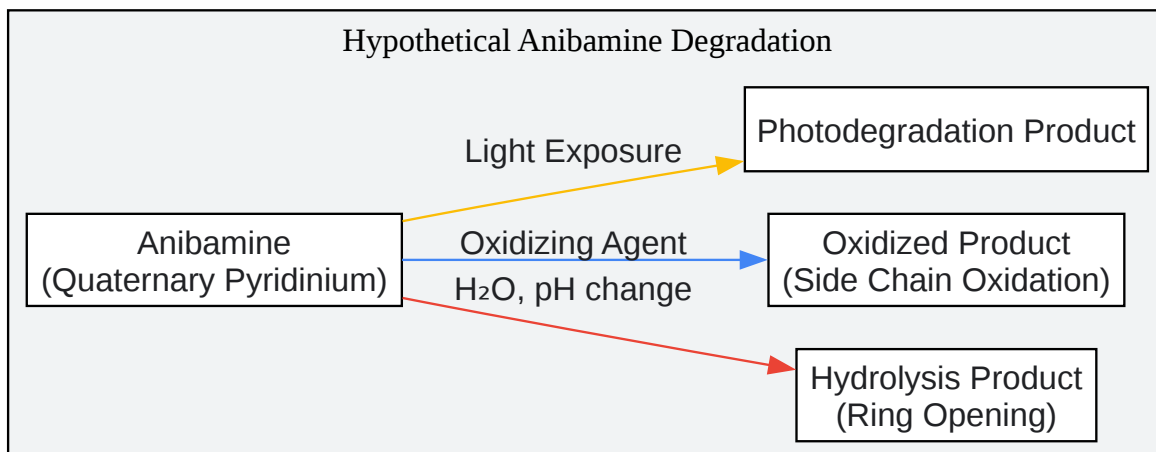 Hypothetical Anibamine Degradation
Photodegradation Product
Light Exposure
Anibamine
(Quaternary Pyridinium)
Oxidizing Agent
Oxidized Product
(Side Chain Oxidation)
H₂O, pH change
Hydrolysis Product
(Ring Opening)